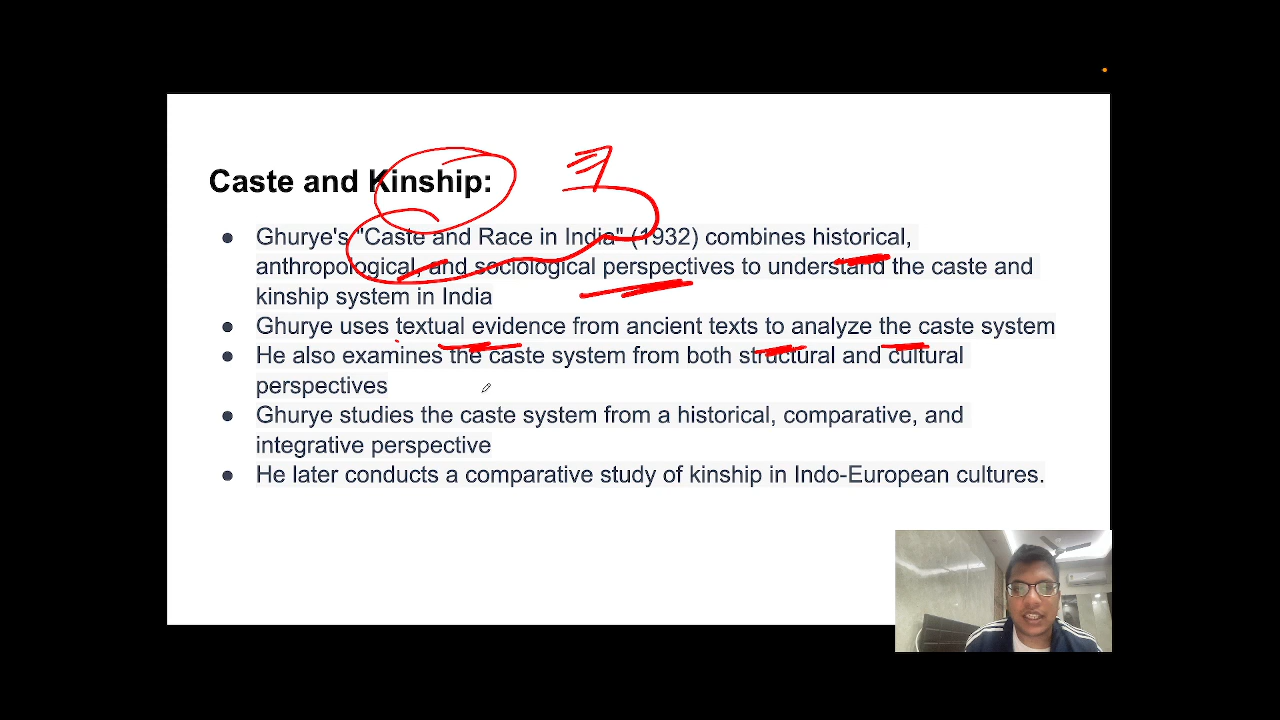 Caste and Kinship:
● Ghurye's "Caste and Race in India" (1932) combines historical,
anthropological, and sociological perspectives to understand the caste and
kinship system in India
● Ghurye uses textual evidence from ancient texts to analyze the caste system
● He also examines the caste system from both structural and cultural
perspectives
● Ghurye studies the caste system from a historical, comparative, and
integrative perspective
● He later conducts a comparative study of kinship in Indo-European cultures.